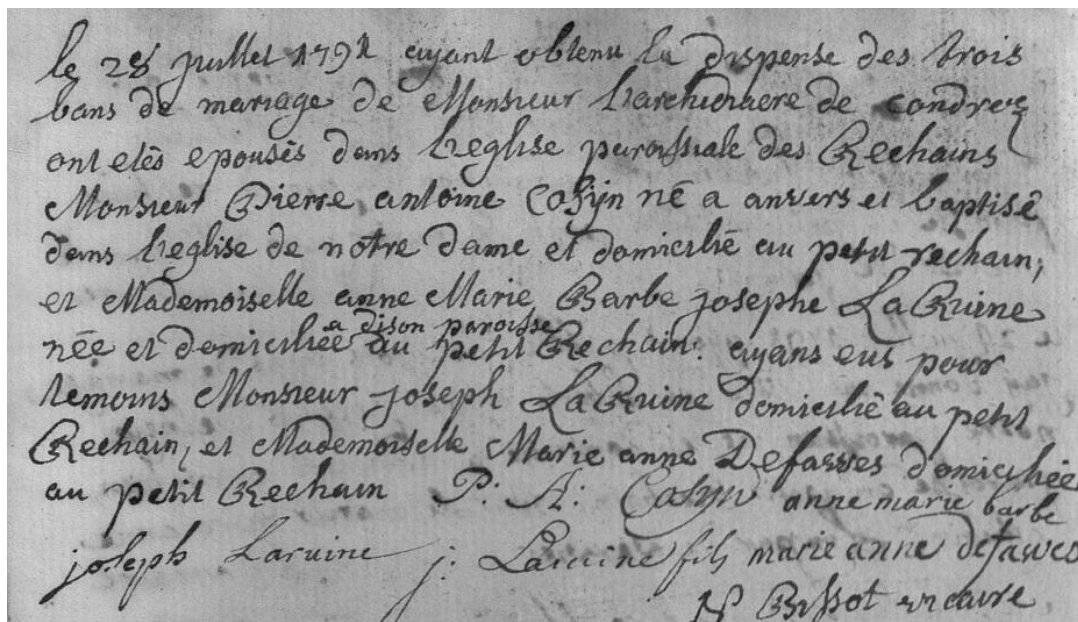 le 28 juillet 1791 ayant obtenu la dispense des trois
bans de mariage de Monsieur l'archidiacre de condroz
ont etés epousés dans l'eglise paroissiale des Rechains
Monsieur Pierre antoine Cosijn né a anvers et baptisé
dans l'eglise de notre dame et domicilié au petit rechain,
et Mademoiselle anne Marie Barbe josephe LaRuine
a dison paroisse
née et domiciliée au petit Rechain. ayans eus pour
temoins Monsieur joseph LaRuine domicilié au petit
Rechain, et Mademoiselle Marie anne Defawes domiciliée
au petit Rechain P: A: Cosyn anne marie barbe
joseph Laruine j: Laruine fils marie anne defawes
Bissot vicaire